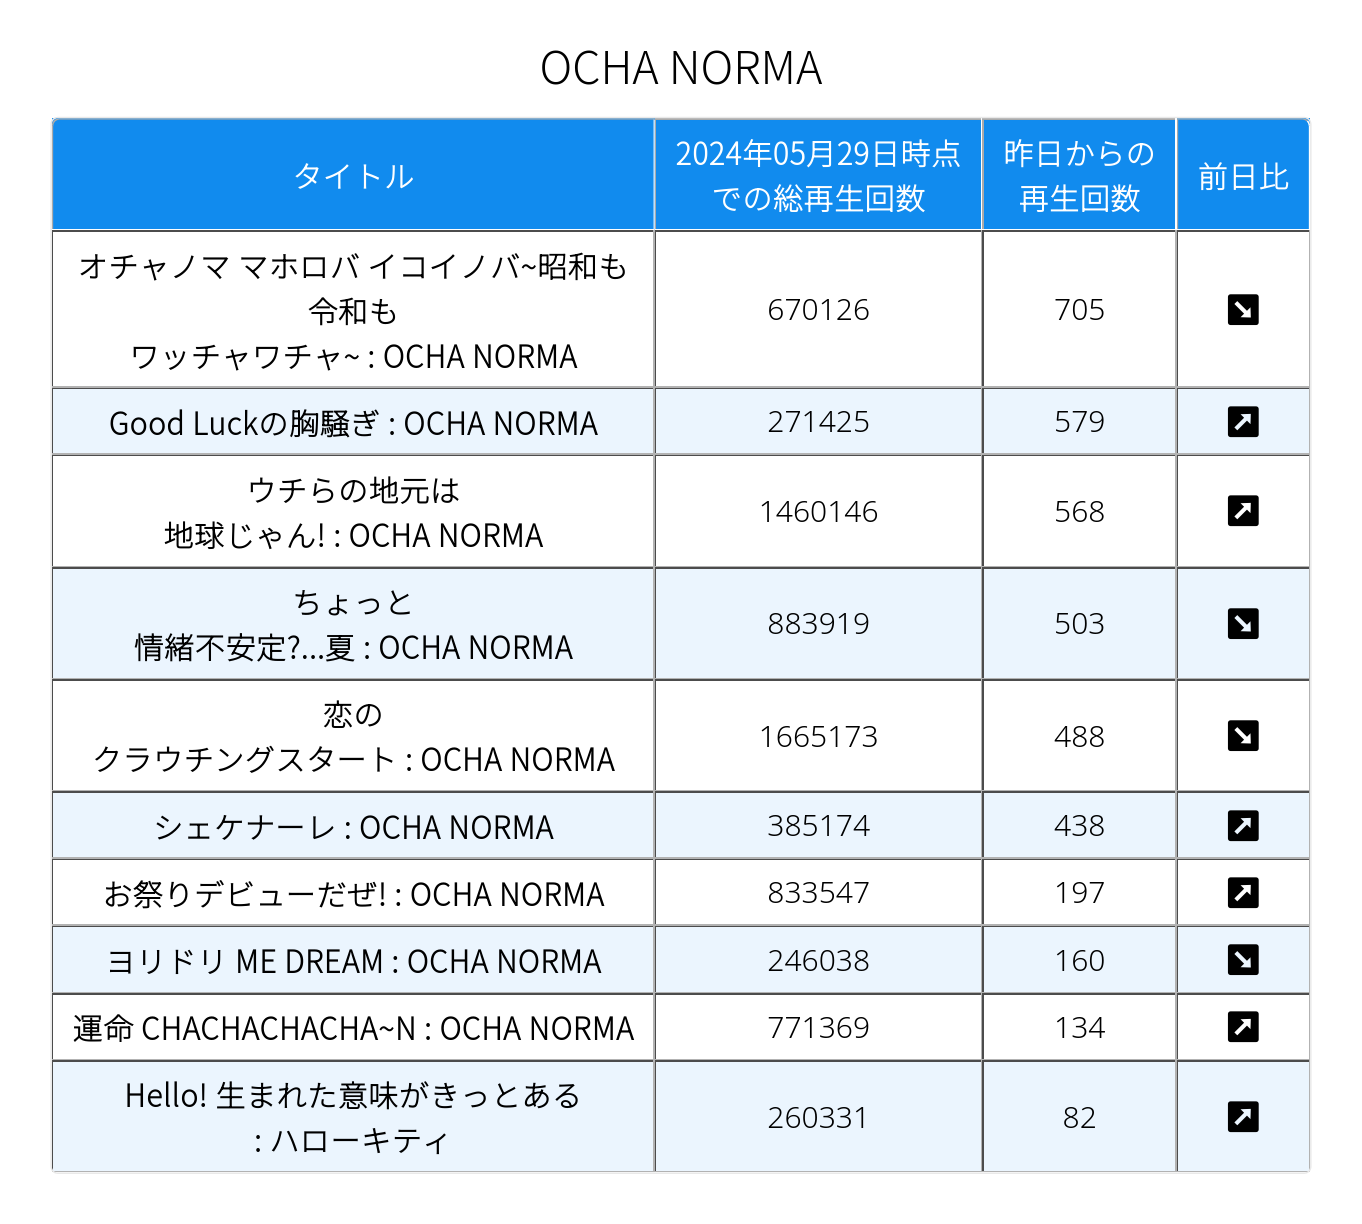 OCHA NORMA
タイトル
2024年05月29日時点
での総再生回数
昨日からの
再生回数
前日比
オチャノマ マホロバ イコイノバ~昭和も
令和も
ワッチャワチャ~ : OCHA NORMA
670126
705
Good Luckの胸騒ぎ : OCHA NORMA
271425
579
ウチらの地元は
地球じゃん! : OCHA NORMA
1460146
568
ちょっと
情緒不安定?...夏 : OCHA NORMA
883919
503
恋の
クラウチングスタート : OCHA NORMA
1665173
488
シェケナーレ : OCHA NORMA
385174
438
お祭りデビューだぜ! : OCHA NORMA
833547
197
ヨリドリ ME DREAM : OCHA NORMA
246038
160
運命 CHACHACHACHA~N : OCHA NORMA
771369
134
Hello! 生まれた意味がきっとある
: ハローキティ
260331
82